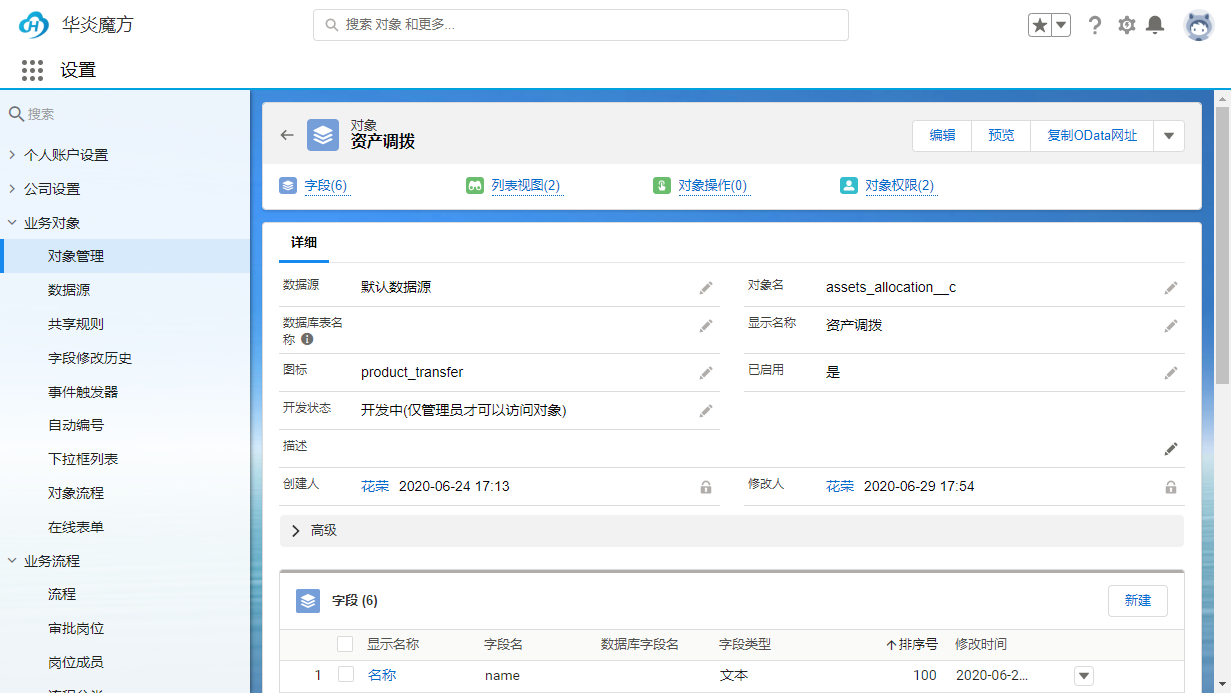 华炎魔方
搜索 对象 和更多...
设置
搜索
个人账户设置
公司设置
业务对象
对象管理
数据源
共享规则
字段修改历史
事件触发器
自动编号
下拉框列表
对象流程
在线表单
业务流程
流程
审批岗位
岗位成员
流程分类
对象
资产调拨
编辑 预览 复制OData网址
字段(6) 列表视图(2) 对象操作(0) 对象权限(2)
详细
数据源 默认数据源 对象名 assets_allocation__c
数据库表名
称 显示名称 资产调拨
图标 product_transfer 已启用 是
开发状态 开发中(仅管理员才可以访问对象)
描述
创建人 花荣 2020-06-24 17:13 修改人 花荣 2020-06-29 17:54
高级
字段 (6) 新建
显示名称 字段名 数据库字段名 字段类型 排序号 修改时间
1 名称 name 文本 100 2020-06-2...